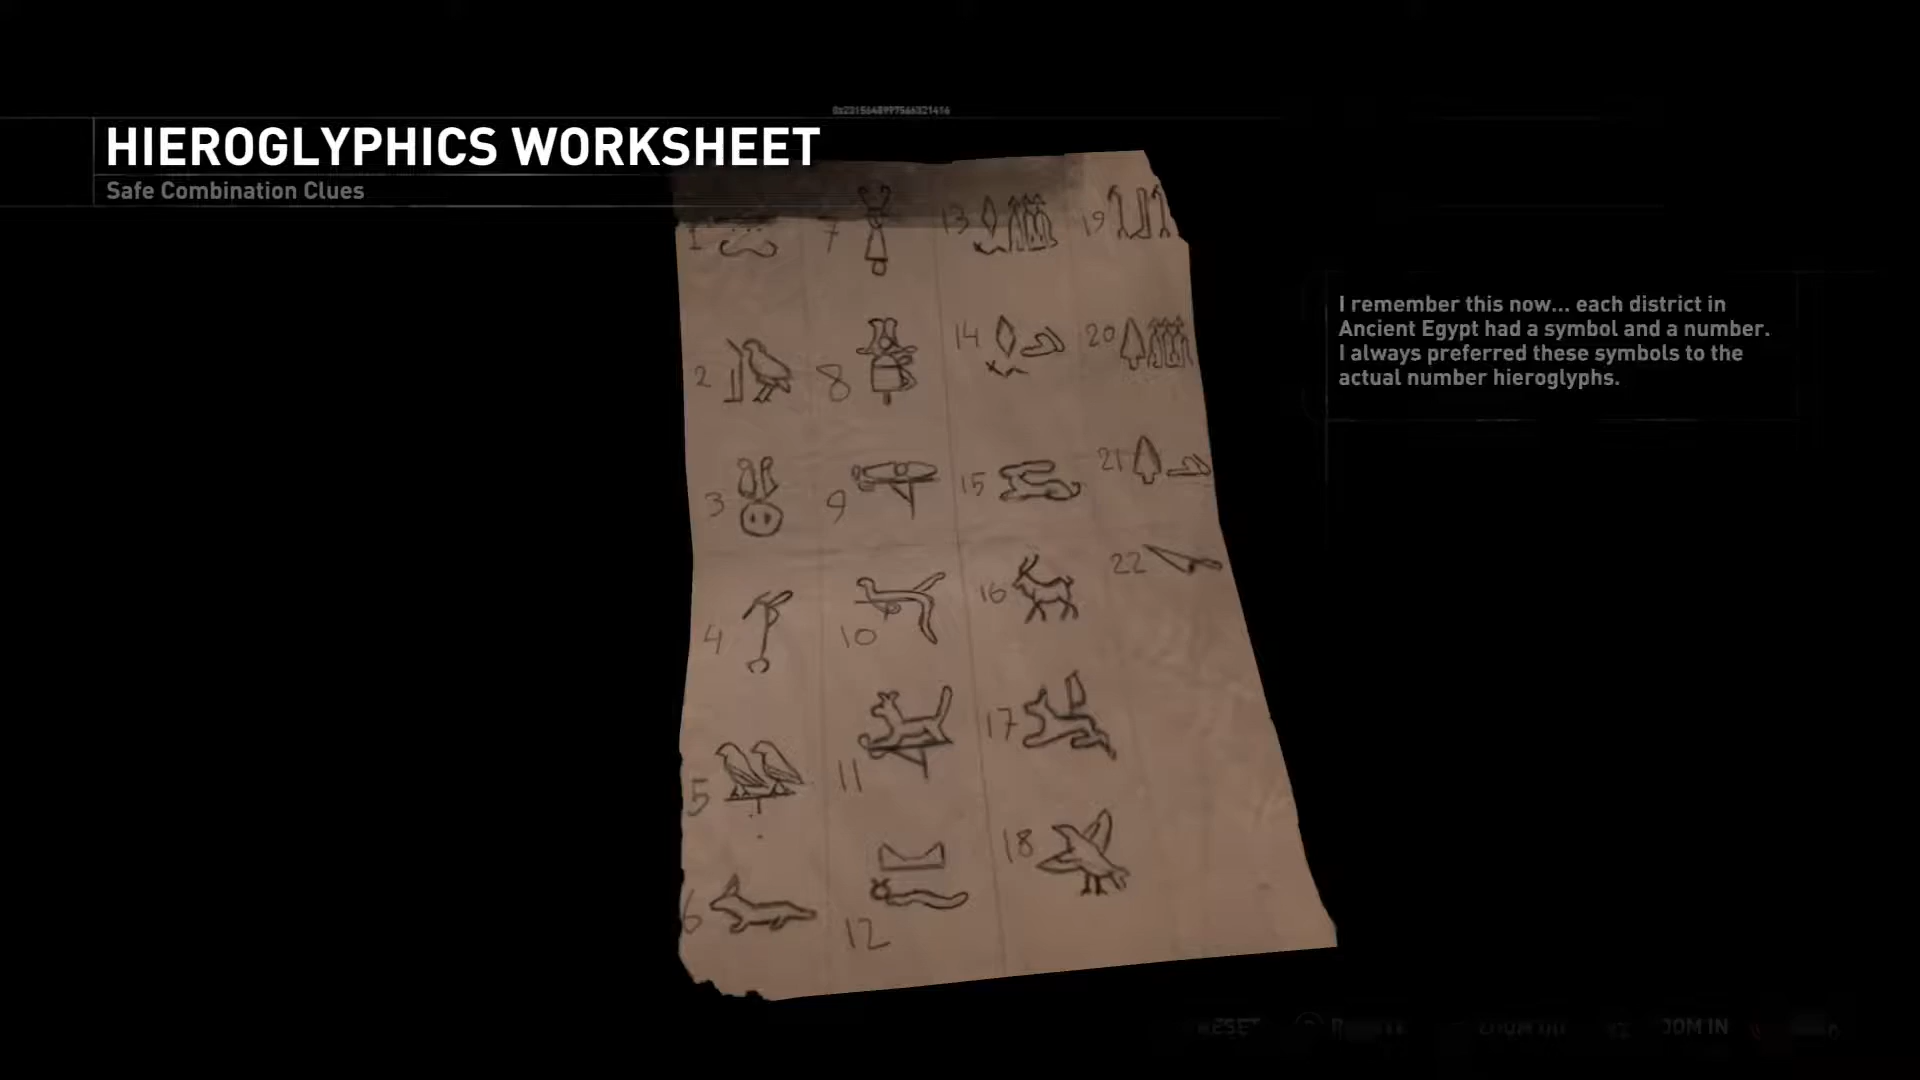 0x2315648997566321416
HIEROGLYPHICS WORKSHEET
Safe Combination Clues
1 7 13 19
2 8 14 20
3 9 15 21
4 10 16 22
5 11 17
6 12 18
I remember this now... each district in
Ancient Egypt had a symbol and a number.
I always preferred these symbols to the
actual number hieroglyphs.
RESET ZOOM IN